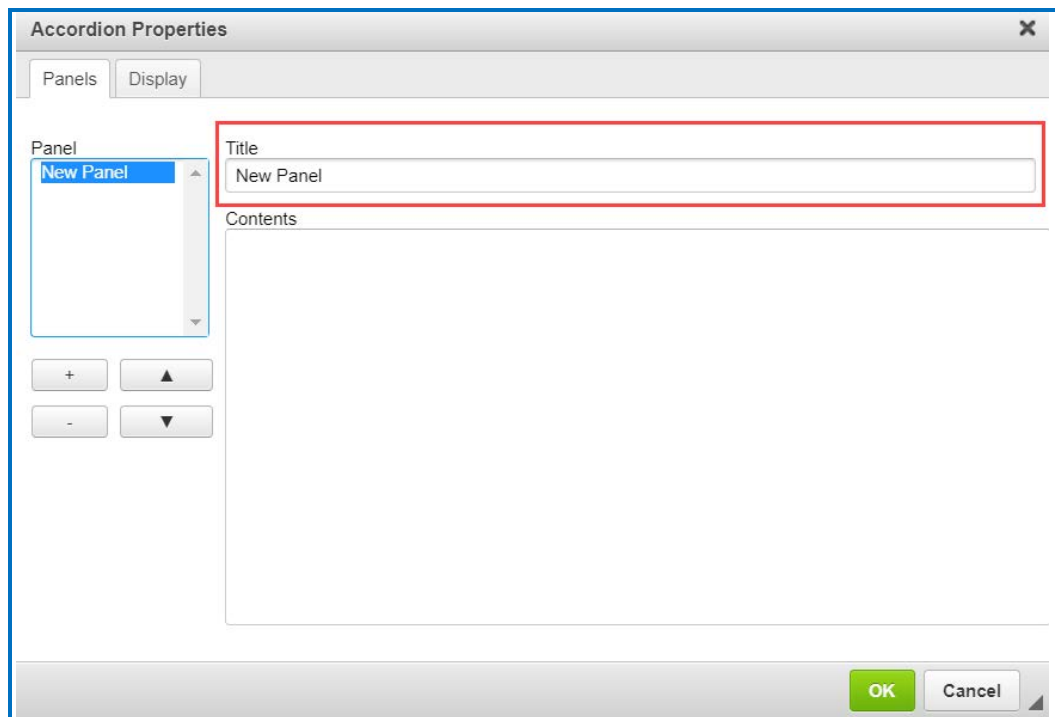 Accordion Properties
Panels
Display
Panel
New Panel
Title
New Panel
Contents
+
▲
-
▼
OK
Cancel